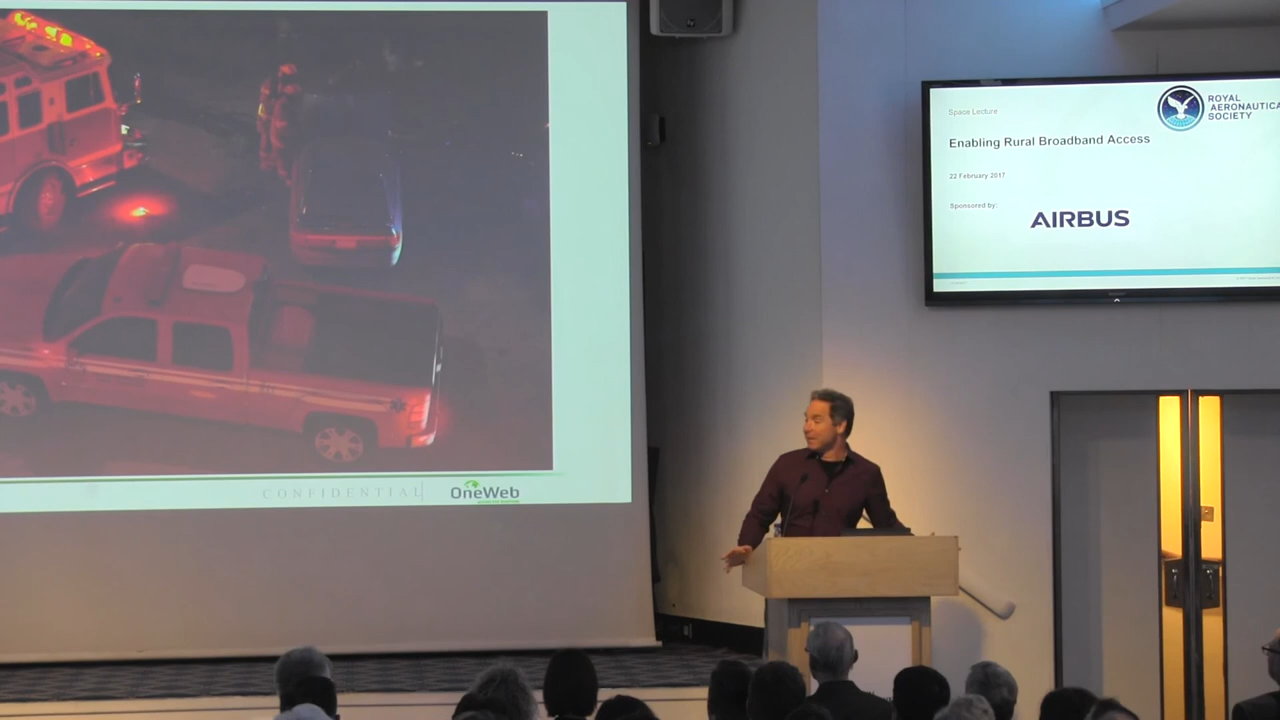 CONFIDENTIAL
OneWeb
Space Lecture
ROYAL
AERONAUTICA
SOCIETY
Enabling Rural Broadband Access
22 February 2017
Sponsored by:
AIRBUS